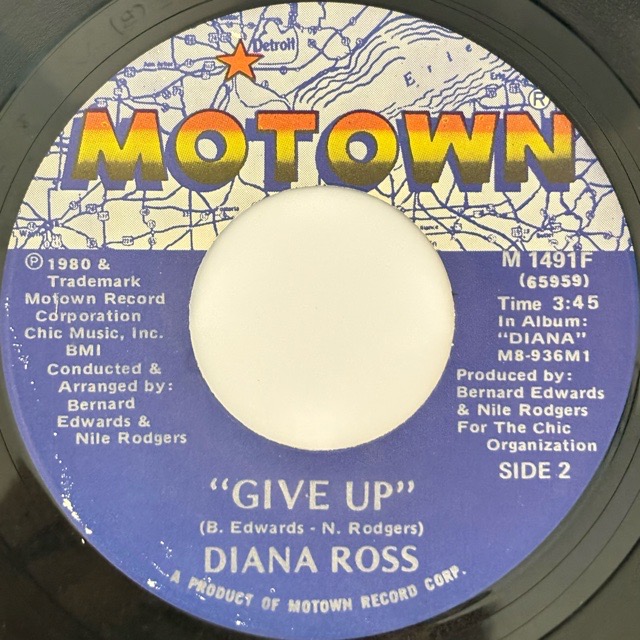 Detroit
Erie
MOTOWN®
℗ 1980 &
Trademark
Motown Record
Corporation
Chic Music, Inc.
BMI
Conducted &
Arranged by:
Bernard
Edwards &
Nile Rodgers
M 1491F
(65959)
Time 3:45
In Album:
"DIANA"
M8-936M1
Produced by:
Bernard Edwards
& Nile Rodgers
For The Chic
Organization
SIDE 2
"GIVE UP"
(B. Edwards - N. Rodgers)
DIANA ROSS
A PRODUCT OF MOTOWN RECORD CORP.